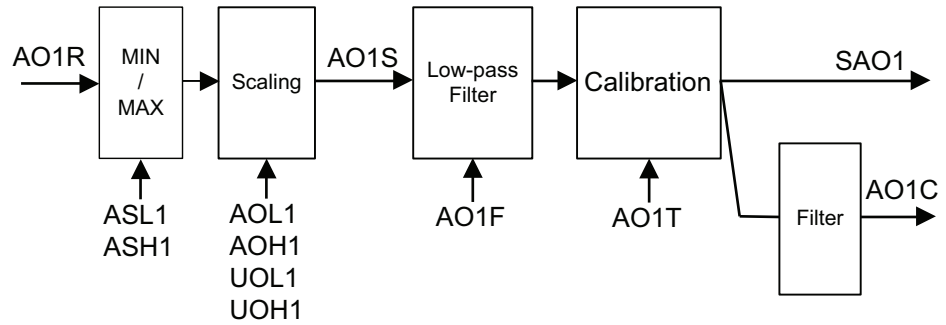 AO1R
MIN
/
MAX
Scaling
AO1S
Low-pass
Filter
Calibration
SAO1
ASL1
ASH1
AOL1
AOH1
UOL1
UOH1
AO1F
AO1T
Filter
AO1C